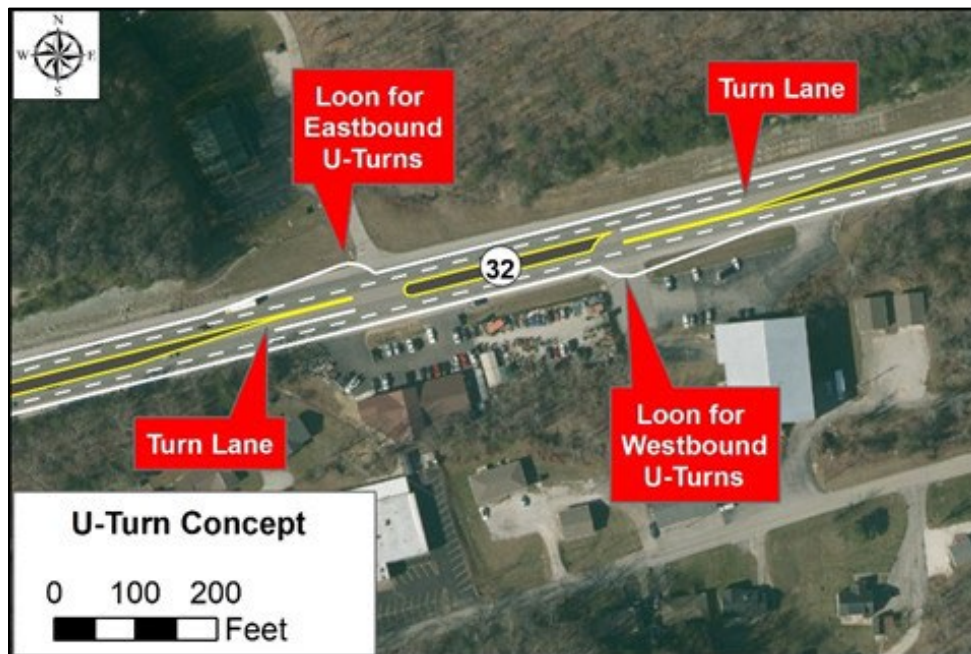 N
W E
S
Loon for
Eastbound
U-Turns
Turn Lane
32
Turn Lane
Loon for
Westbound
U-Turns
U-Turn Concept
0 100 200
Feet